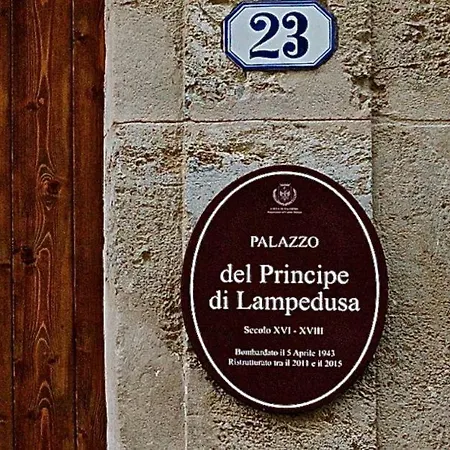 23
PALAZZO
del Principe
di Lampedusa
Secolo XVI - XVIII
Bombardato il 5 Aprile 1943
Ristrutturato tra il 2011 e il 2015